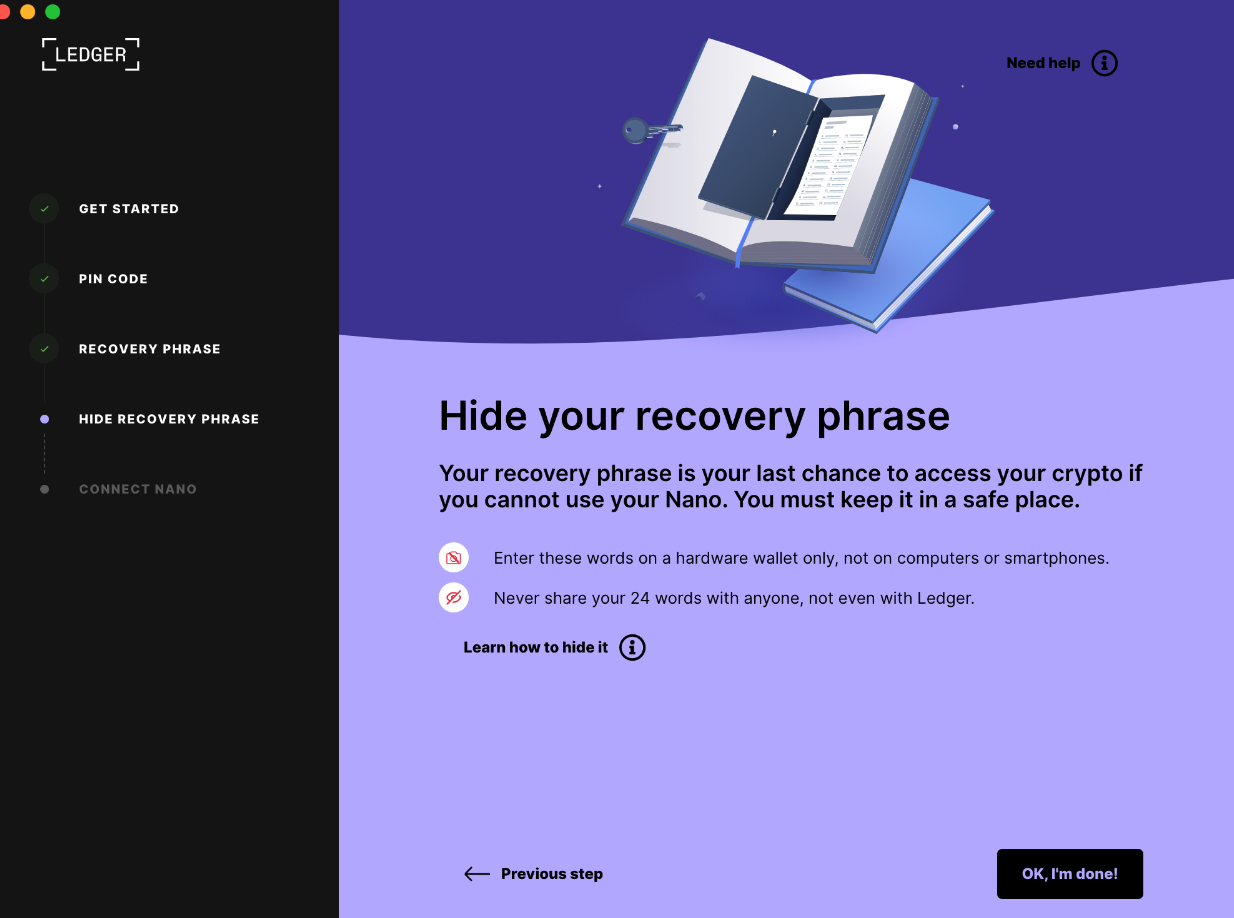 LEDGER
Need help
GET STARTED
PIN CODE
RECOVERY PHRASE
HIDE RECOVERY PHRASE
CONNECT NANO
Hide your recovery phrase
Your recovery phrase is your last chance to access your crypto if
you cannot use your Nano. You must keep it in a safe place.
Enter these words on a hardware wallet only, not on computers or smartphones.
Never share your 24 words with anyone, not even with Ledger.
Learn how to hide it
Previous step
OK, I'm done!